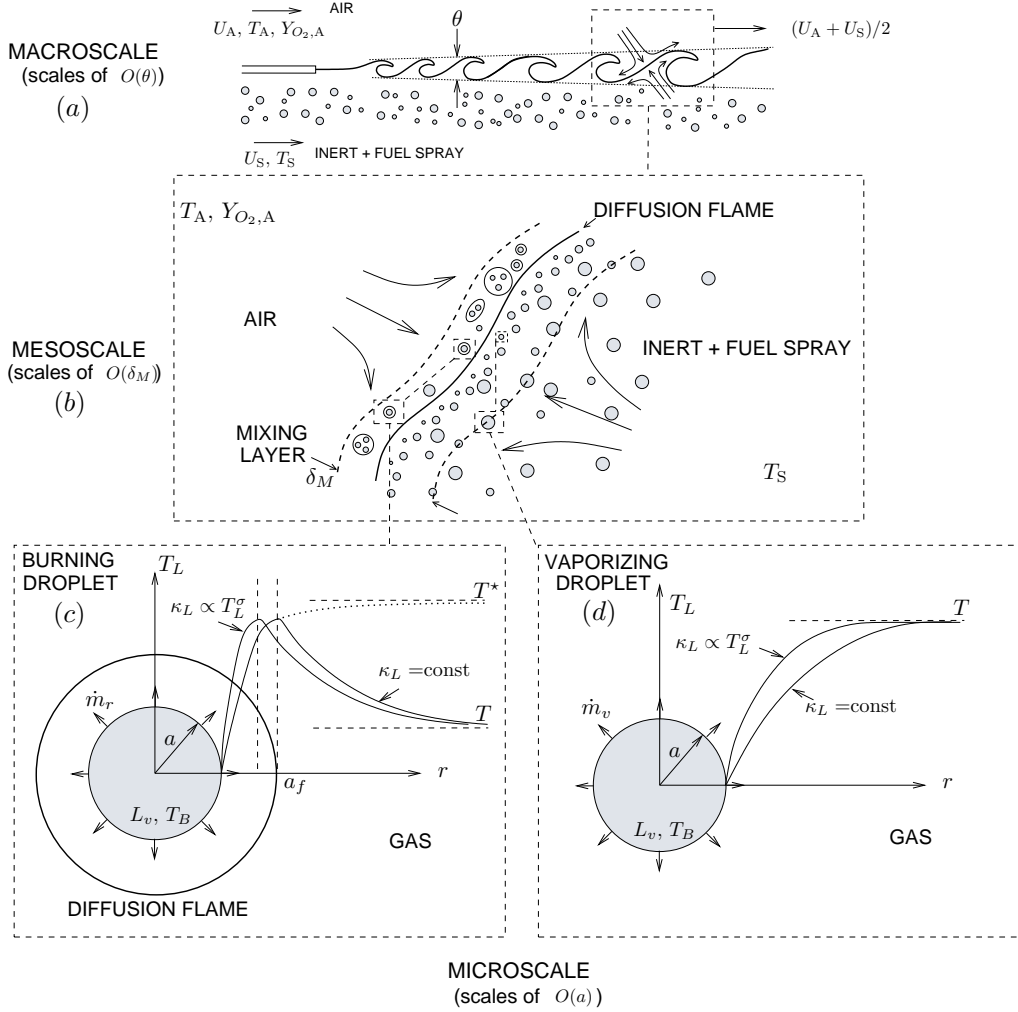 AIR
U_A, T_A, Y_{O_2,A}
θ
(U_A + U_S)/2
MACROSCALE
(scales of O(θ))
(a)
U_S, T_S
INERT + FUEL SPRAY
T_A, Y_{O_2,A}
DIFFUSION FLAME
AIR
INERT + FUEL SPRAY
MESOSCALE
(scales of O(δ_M))
(b)
MIXING
LAYER
δ_M
T_S
BURNING
DROPLET
(c)
T_L
κ_L ∝ T_L^σ
T*
κ_L =const
T
ṁ_r
a
a_f
r
L_v, T_B
GAS
DIFFUSION FLAME
VAPORIZING
DROPLET
(d)
T_L
T
κ_L ∝ T_L^σ
κ_L =const
ṁ_v
a
r
L_v, T_B
GAS
MICROSCALE
(scales of O(a))